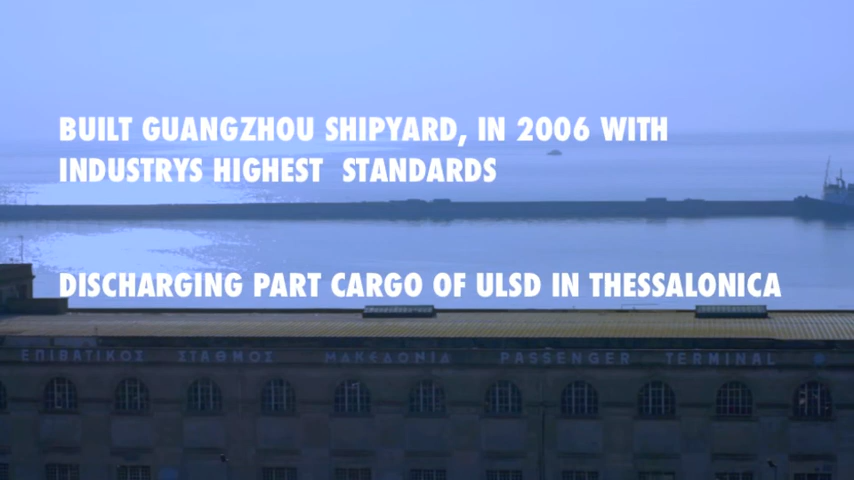 BUILT GUANGZHOU SHIPYARD, IN 2006 WITH
INDUSTRYS HIGHEST  STANDARDS
DISCHARGING PART CARGO OF ULSD IN THESSALONICA
ΕΠΙΒΑΤΙΚΟΣ ΣΤΑΘΜΟΣ ΜΑΚΕΔΟΝΙΑ PASSENGER TERMINAL